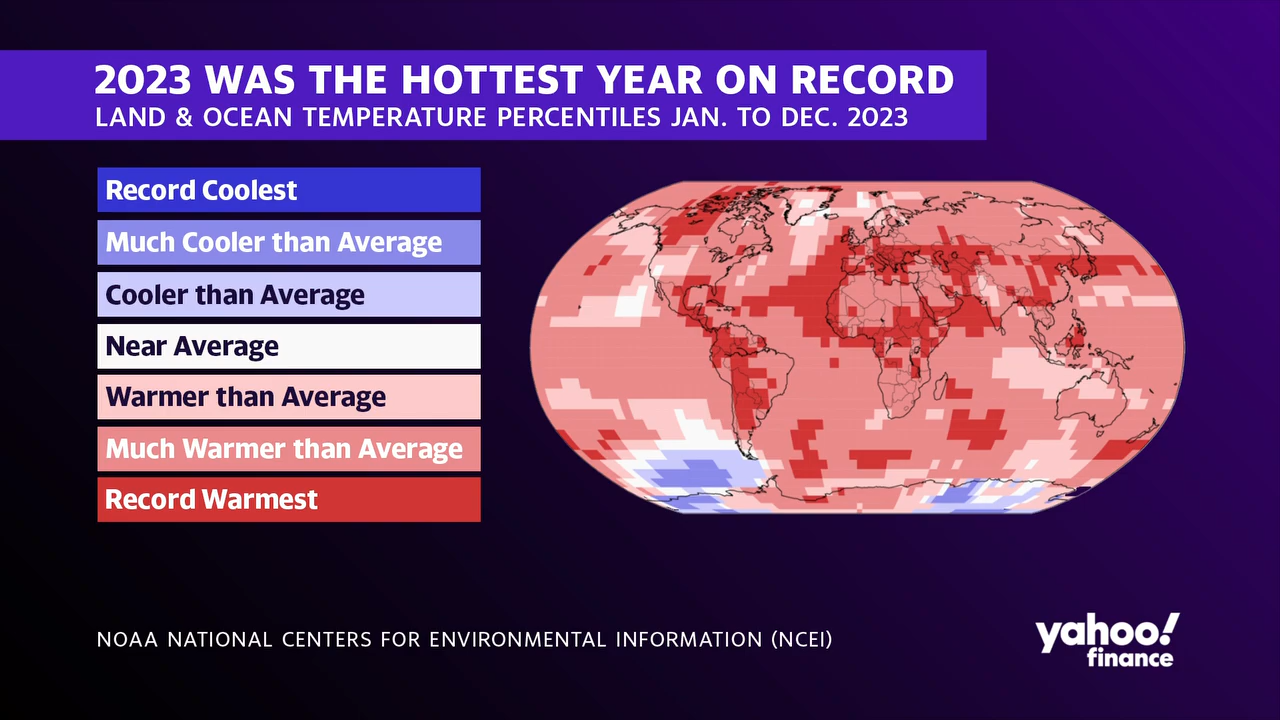 2023 WAS THE HOTTEST YEAR ON RECORD
LAND & OCEAN TEMPERATURE PERCENTILES JAN. TO DEC. 2023
Record Coolest
Much Cooler than Average
Cooler than Average
Near Average
Warmer than Average
Much Warmer than Average
Record Warmest
NOAA NATIONAL CENTERS FOR ENVIRONMENTAL INFORMATION (NCEI)
yahoo!
finance